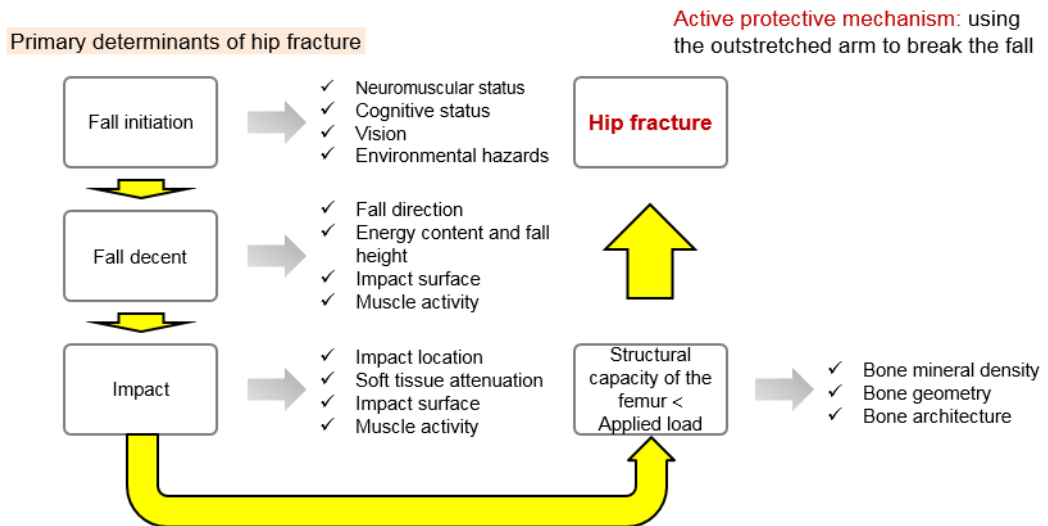 Primary determinants of hip fracture
Active protective mechanism: using
the outstretched arm to break the fall
Fall initiation
✓ Neuromuscular status
✓ Cognitive status
✓ Vision
✓ Environmental hazards
Hip fracture
Fall decent
✓ Fall direction
✓ Energy content and fall
height
✓ Impact surface
✓ Muscle activity
Impact
✓ Impact location
✓ Soft tissue attenuation
✓ Impact surface
✓ Muscle activity
Structural
capacity of the
femur <
Applied load
✓ Bone mineral density
✓ Bone geometry
✓ Bone architecture